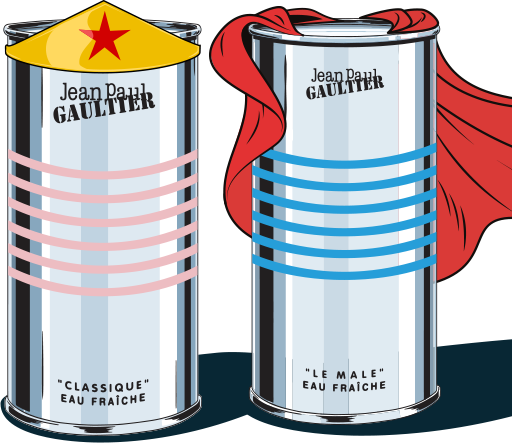 Jean Paul
GAULTIER
"CLASSIQUE"
EAU FRAÎCHE
Jean Paul
GAULTIER
"LE MALE"
EAU FRAÎCHE